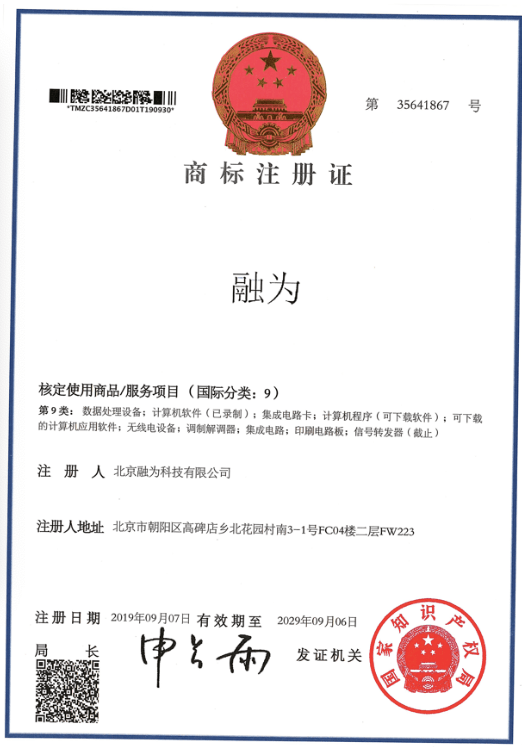 *TMZC35641867D01T190930*
第 35641867 号
商标注册证
融为
核定使用商品/服务项目（国际分类：9）
第9类：数据处理设备；计算机软件（已录制）；集成电路卡；计算机程序（可下载软件）；可下载
的计算机应用软件；无线电设备；调制解调器；集成电路；印刷电路板；信号转发器（截止）
注 册 人 北京融为科技有限公司
注册人地址 北京市朝阳区高碑店乡北花园村南3-1号FC04楼二层FW223
注册日期 2019年09月07日 有效期至 2029年09月06日
局 长 申长雨 发证机关
国家知识产权局